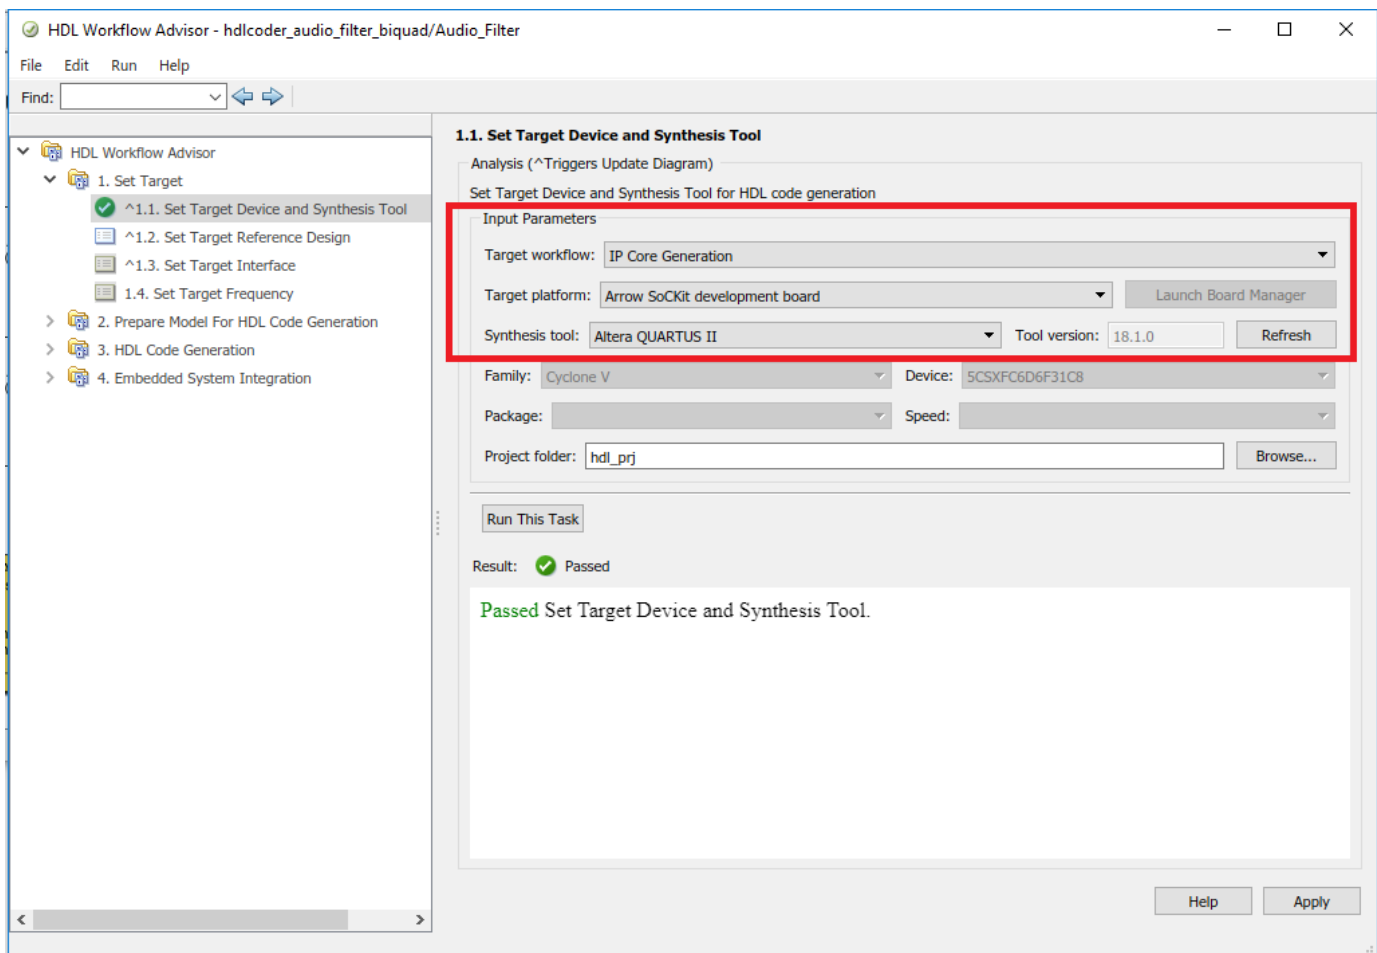 HDL Workflow Advisor - hdlcoder_audio_filter_biquad/Audio_Filter
File Edit Run Help
Find:
HDL Workflow Advisor
1. Set Target
^1.1. Set Target Device and Synthesis Tool
^1.2. Set Target Reference Design
^1.3. Set Target Interface
1.4. Set Target Frequency
2. Prepare Model For HDL Code Generation
3. HDL Code Generation
4. Embedded System Integration
1.1. Set Target Device and Synthesis Tool
Analysis (^Triggers Update Diagram)
Set Target Device and Synthesis Tool for HDL code generation
Input Parameters
Target workflow: IP Core Generation
Target platform: Arrow SoCKit development board Launch Board Manager
Synthesis tool: Altera QUARTUS II Tool version: 18.1.0 Refresh
Family: Cyclone V Device: 5CSXFC6D6F31C8
Package: Speed:
Project folder: hdl_prj Browse...
Run This Task
Result: Passed
Passed Set Target Device and Synthesis Tool.
Help Apply